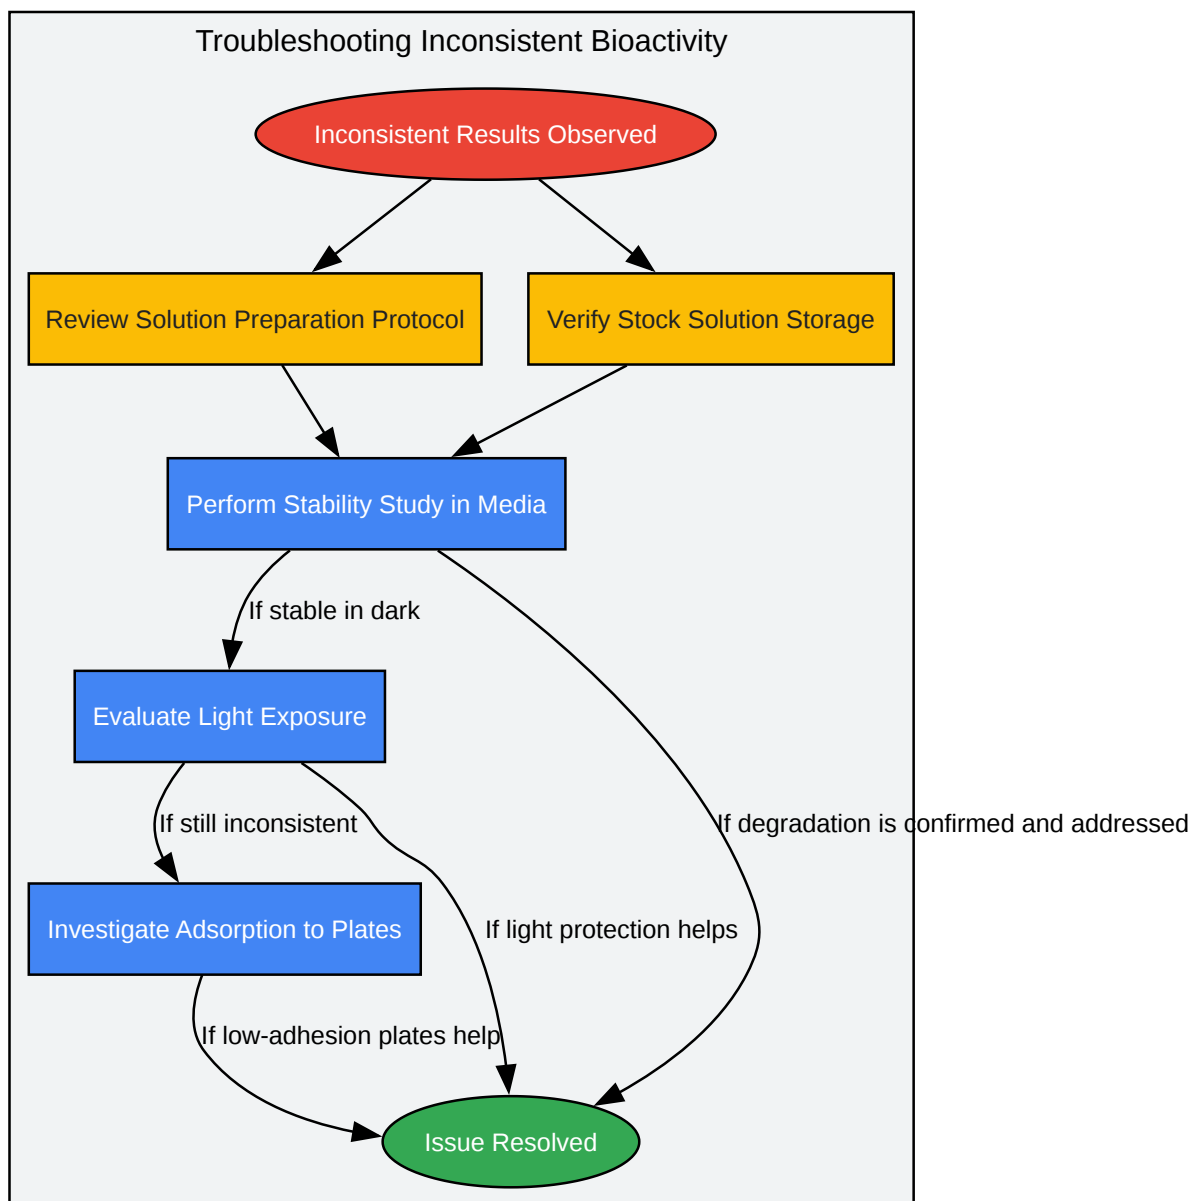 Troubleshooting Inconsistent Bioactivity
Inconsistent Results Observed
Review Solution Preparation Protocol
Verify Stock Solution Storage
Perform Stability Study in Media
If stable in dark
Evaluate Light Exposure
If still inconsistent
If degradation is confirmed and addressed
Investigate Adsorption to Plates
If light protection helps
If low-adhesion plates help
Issue Resolved